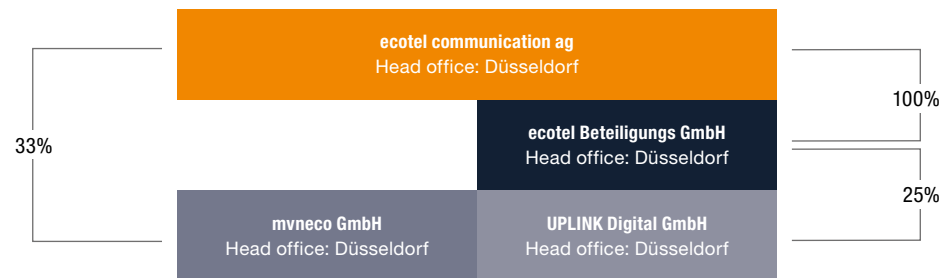 ecotel communication ag
Head office: Düsseldorf
100%
33%
ecotel Beteiligungs GmbH
Head office: Düsseldorf
25%
mvneco GmbH
Head office: Düsseldorf
UPLINK Digital GmbH
Head office: Düsseldorf